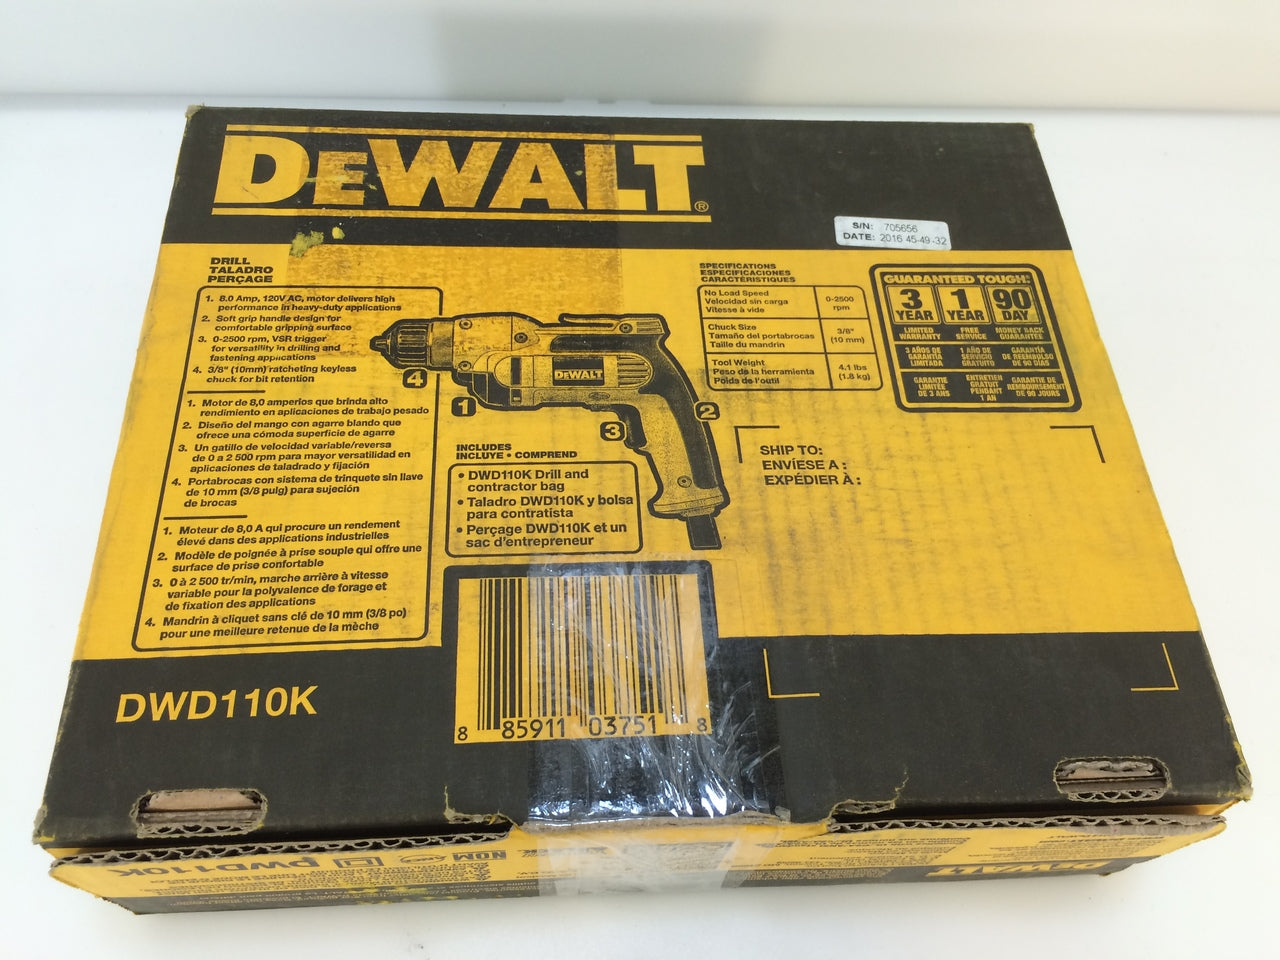 DEWALT®
S/N: 705656
DATE: 2016 45-49-32
DRILL
TALADRO
PERÇAGE
1. 8.0 Amp, 120V AC, motor delivers high
performance in heavy-duty applications
2. Soft grip handle design for
comfortable gripping surface
3. 0-2500 rpm, VSR trigger
for versatility in drilling and
fastening applications
4. 3/8" (10mm) ratcheting keyless
chuck for bit retention
1. Motor de 8,0 amperios que brinda alto
rendimiento en aplicaciones de trabajo pesado
2. Diseño del mango con agarre blando que
ofrece una cómoda superficie de agarre
3. Un gatillo de velocidad variable/reversa
de 0 a 2 500 rpm para mayor versatilidad en
aplicaciones de taladrado y fijación
4. Portabrocas con sistema de trinquete sin llave
de 10 mm (3/8 pulg) para sujeción
de brocas
1. Moteur de 8,0 A qui procure un rendement
élevé dans des applications industrielles
2. Modèle de poignée à prise souple qui offre une
surface de prise confortable
3. 0 à 2 500 tr/min, marche arrière à vitesse
variable pour la polyvalence de forage et
de fixation des applications
4. Mandrin à cliquet sans clé de 10 mm (3/8 po)
pour une meilleure retenue de la mèche
DEWALT
4
1
3
2
INCLUDES
INCLUYE • COMPREND
• DWD110K Drill and
contractor bag
• Taladro DWD110K y bolsa
para contratista
• Perçage DWD110K et un
sac d'entrepreneur
SPECIFICATIONS
ESPECIFICACIONES
CARACTÉRISTIQUES
No Load Speed
Velocidad sin carga
Vitesse à vide
0-2500
rpm
Chuck Size
Tamaño del portabrocas
Taille du mandrin
3/8"
(10 mm)
Tool Weight
Peso de la herramienta
Poids de l'outil
4.1 lbs
(1.8 kg)
GUARANTEED TOUGH.®
3 YEAR
1 YEAR
90 DAY
LIMITED
WARRANTY
FREE
SERVICE
MONEY BACK
GUARANTEE
3 AÑOS DE
GARANTÍA
LIMITADA
1 AÑO DE
SERVICIO
GRATUITO
GARANTÍA
DE REEMBOLSO
DE 90 DÍAS
GARANTIE
LIMITÉE
DE 3 ANS
ENTRETIEN
GRATUIT
PENDANT
1 AN
GARANTIE DE
REMBOURSEMENT
DE 90 JOURS
SHIP TO:
ENVÍESE A :
EXPÉDIER À :
DWD110K
8 85911 03751 8
DWD110K
NOM
DEWALT